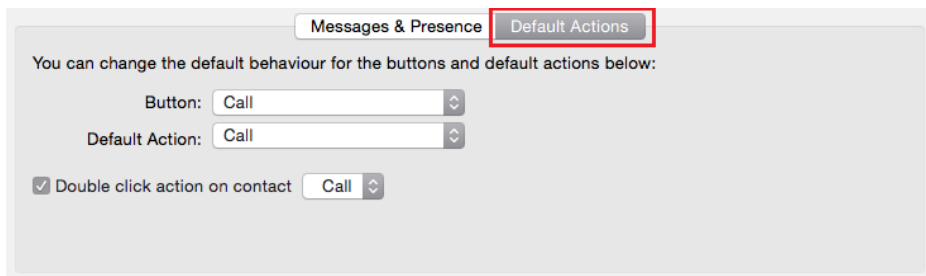 Messages & Presence Default Actions
You can change the default behaviour for the buttons and default actions below:
Button: Call
Default Action: Call
Double click action on contact Call